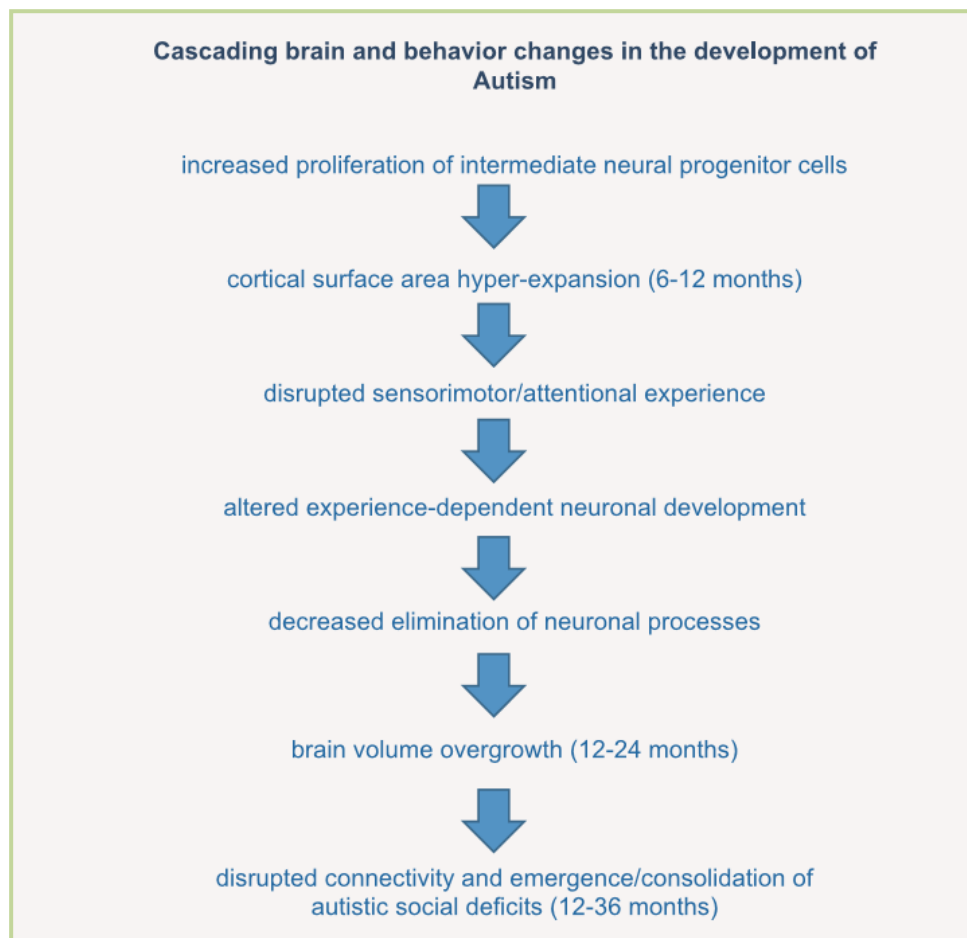 Cascading brain and behavior changes in the development of
Autism
increased proliferation of intermediate neural progenitor cells
cortical surface area hyper-expansion (6-12 months)
disrupted sensorimotor/attentional experience
altered experience-dependent neuronal development
decreased elimination of neuronal processes
brain volume overgrowth (12-24 months)
disrupted connectivity and emergence/consolidation of
autistic social deficits (12-36 months)